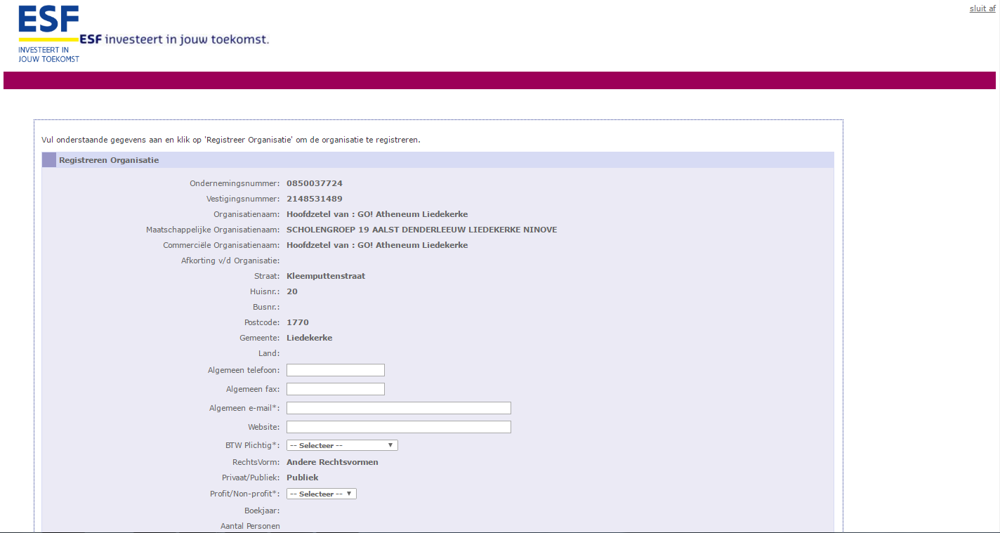 ESF
INVESTEERT IN
JOUW TOEKOMST
ESF investeert in jouw toekomst.
sluit af
Vul onderstaande gegevens aan en klik op 'Registreer Organisatie' om de organisatie te registreren.
Registreren Organisatie
Ondernemingsnummer: 0850037724
Vestigingsnummer: 2148531489
Organisatienaam: Hoofdzetel van : GO! Atheneum Liedekerke
Maatschappelijke Organisatienaam: SCHOLENGROEP 19 AALST DENDERLEEUW LIEDEKERKE NINOVE
Commerciële Organisatienaam: Hoofdzetel van : GO! Atheneum Liedekerke
Afkorting v/d Organisatie:
Straat: Kleemputtenstraat
Huisnr.: 20
Busnr.:
Postcode: 1770
Gemeente: Liedekerke
Land:
Algemeen telefoon:
Algemeen fax:
Algemeen e-mail*:
Website:
BTW Plichtig*: -- Selecteer --
RechtsVorm: Andere Rechtsvormen
Privaat/Publiek: Publiek
Profit/Non-profit*: -- Selecteer --
Boekjaar:
Aantal Personen